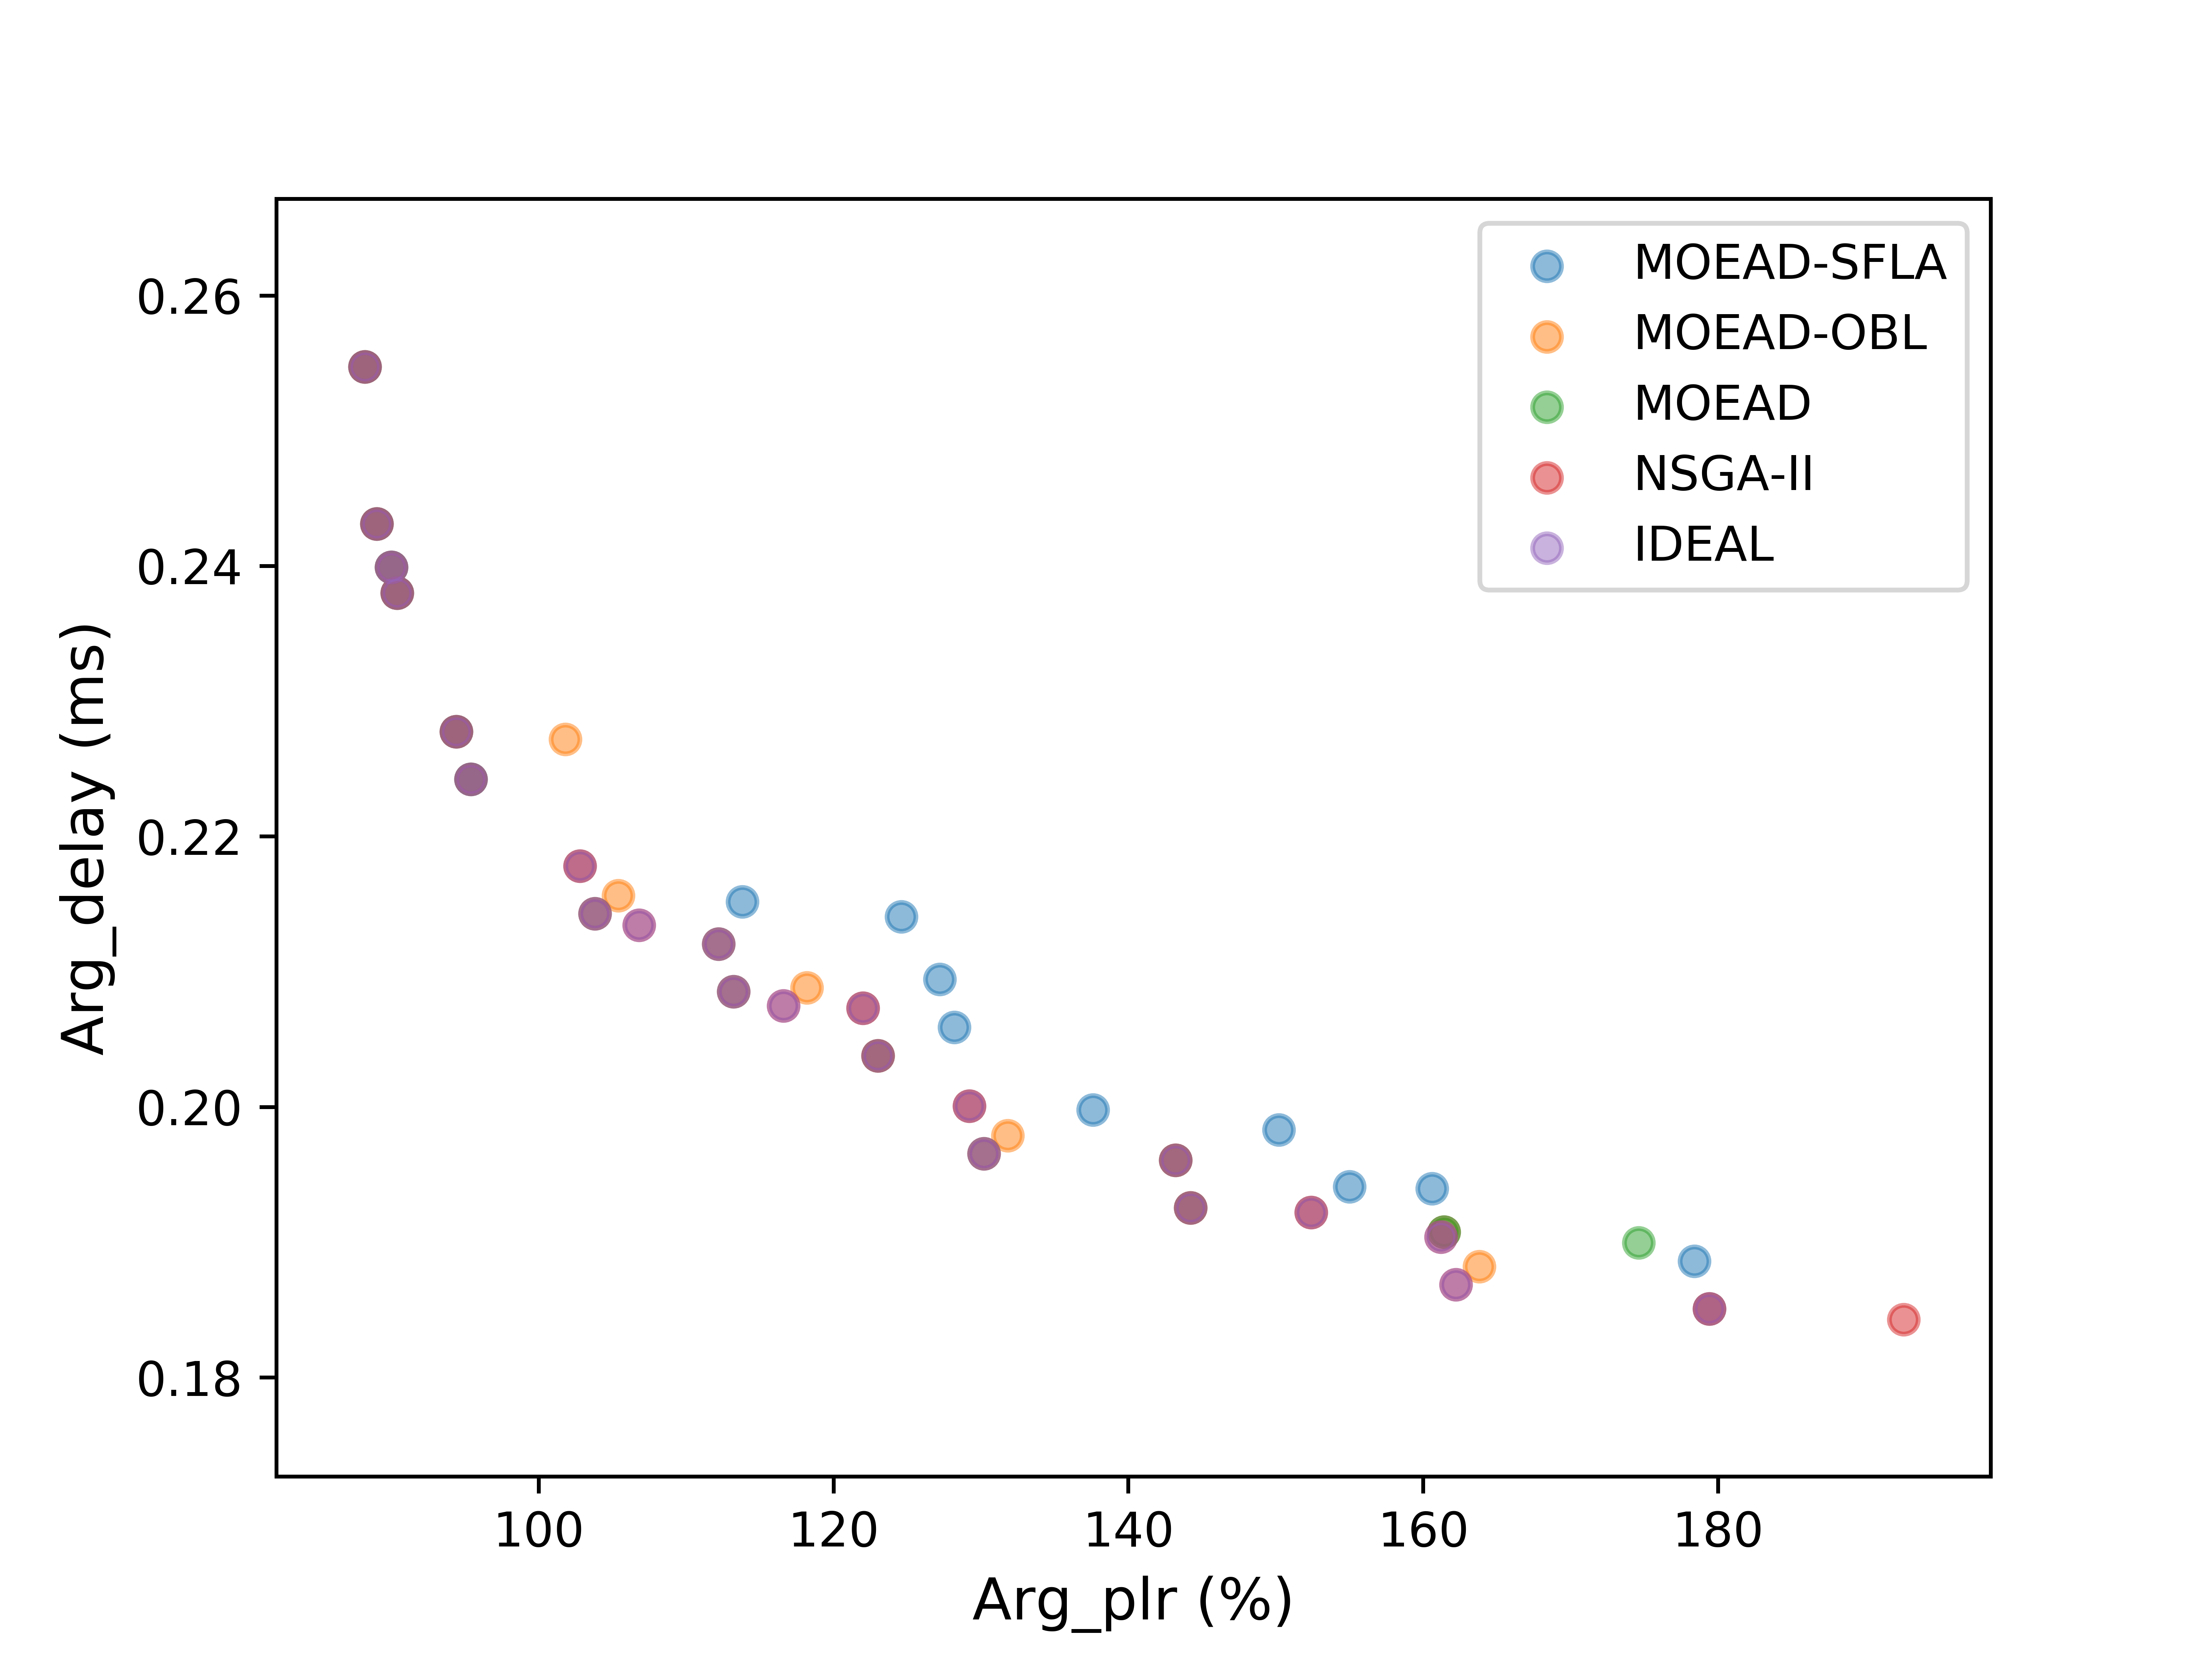 MOEAD-SFLA
MOEAD-OBL
MOEAD
NSGA-II
IDEAL
0.26
0.24
0.22
0.20
0.18
Arg_delay (ms)
100 120 140 160 180
Arg_plr (%)